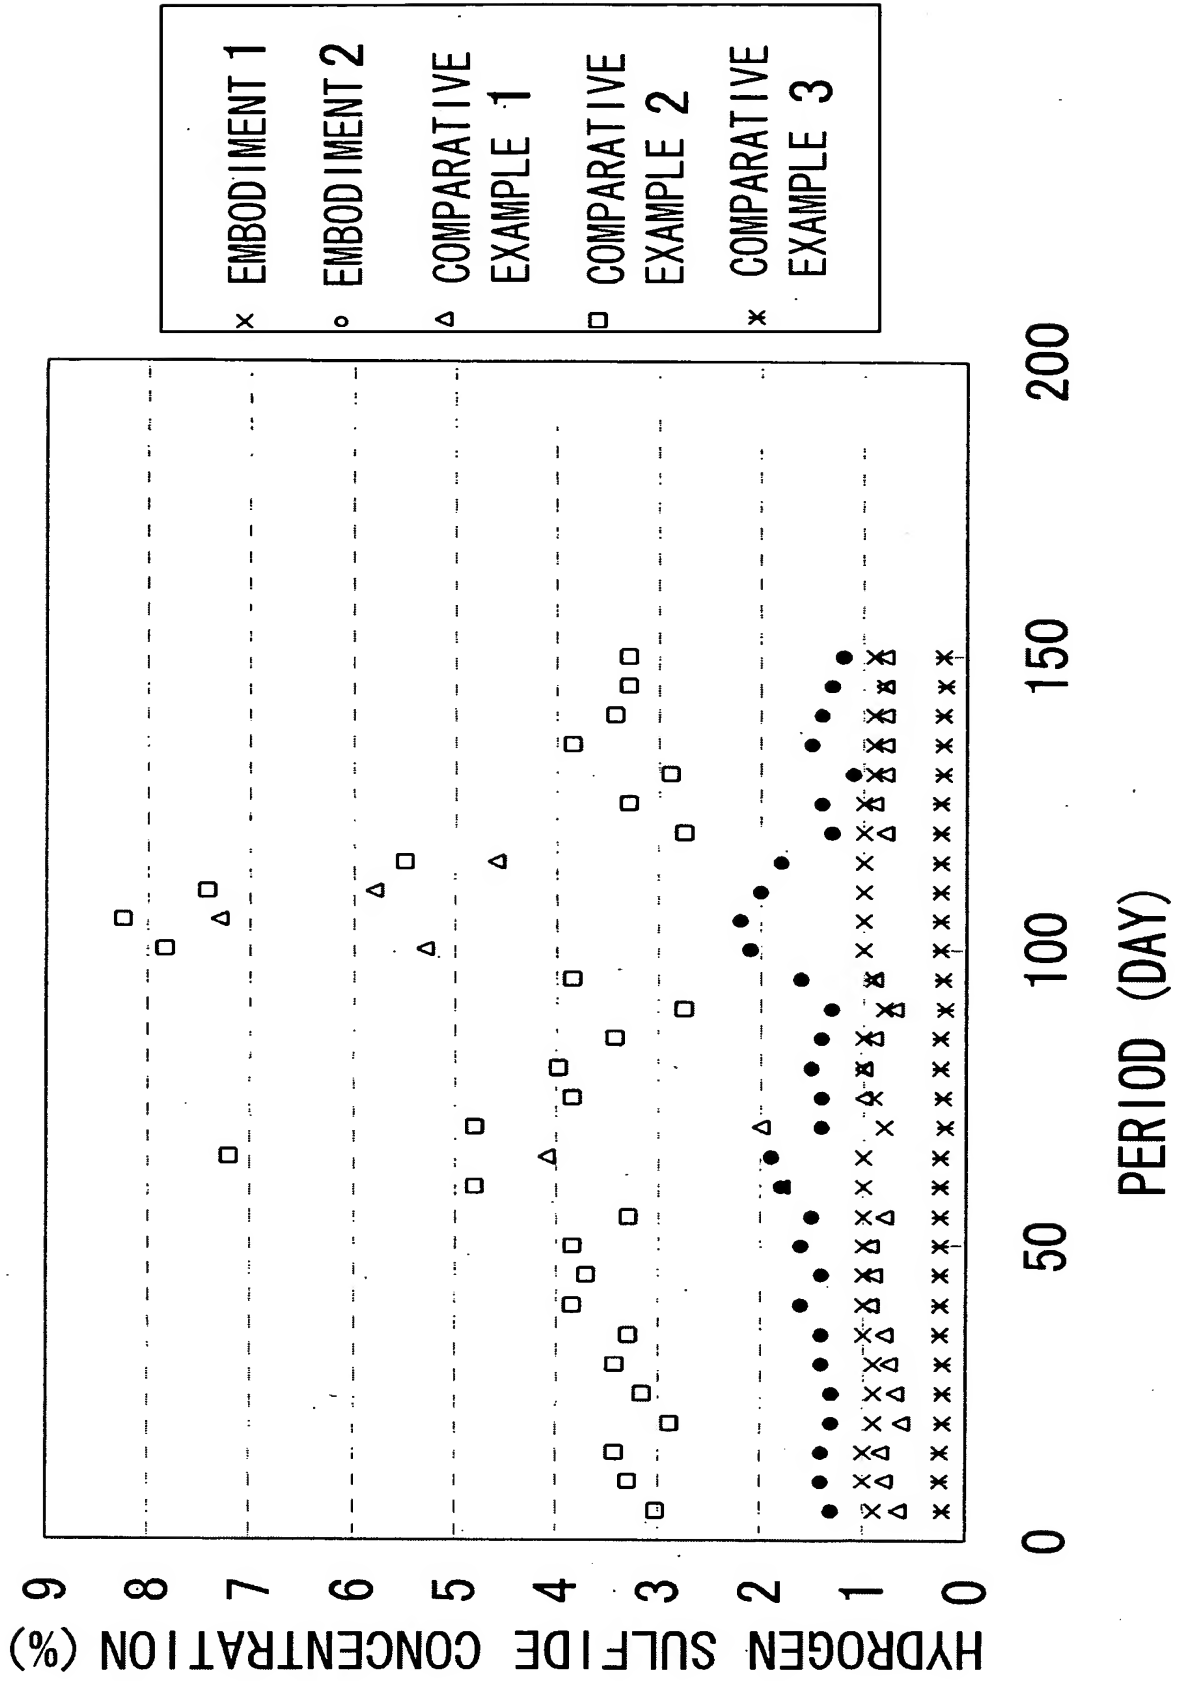 HYDROGEN SULFIDE CONCENTRATION (%)
9
8
7
6
5
4
3
2
1
0
0
50
100
150
200
PERIOD (DAY)
× EMBODIMENT 1
○ EMBODIMENT 2
△ COMPARATIVE
EXAMPLE 1
□ COMPARATIVE
EXAMPLE 2
* COMPARATIVE
EXAMPLE 3